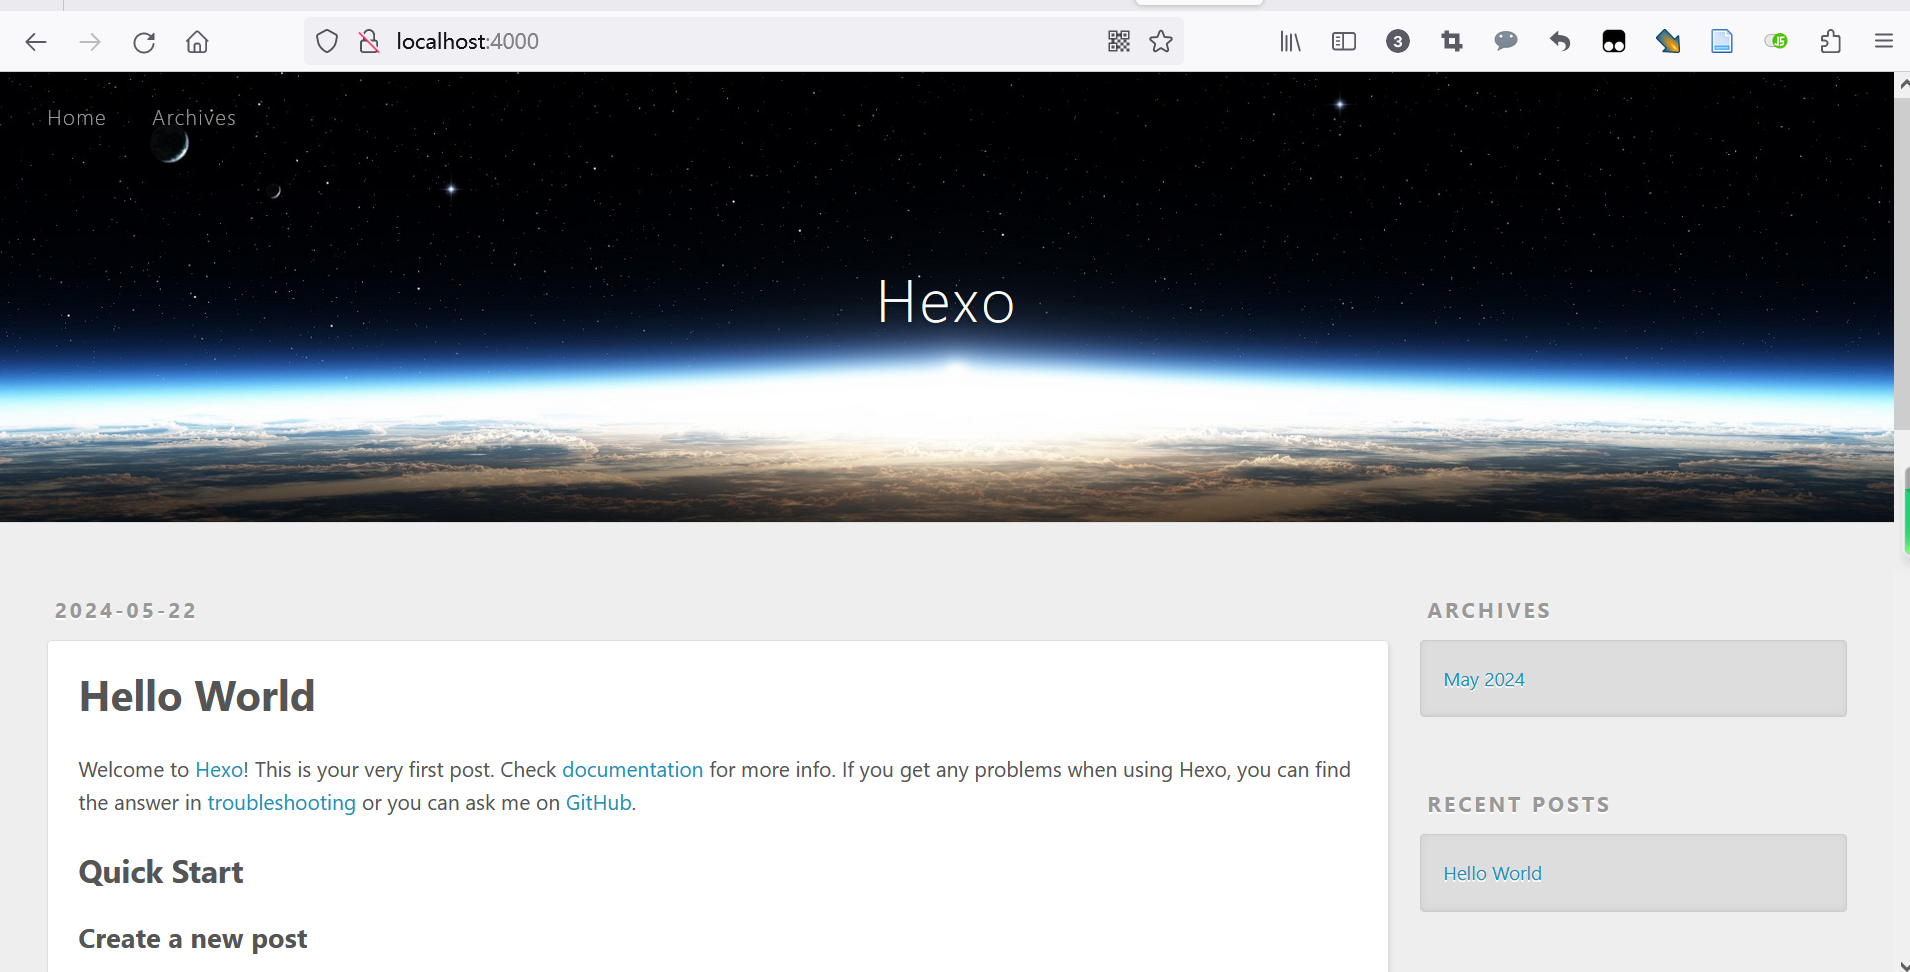 localhost:4000
3
JS
Home Archives
Hexo
2024-05-22
Hello World
Welcome to Hexo! This is your very first post. Check documentation for more info. If you get any problems when using Hexo, you can find
the answer in troubleshooting or you can ask me on GitHub.
Quick Start
Create a new post
ARCHIVES
May 2024
RECENT POSTS
Hello World